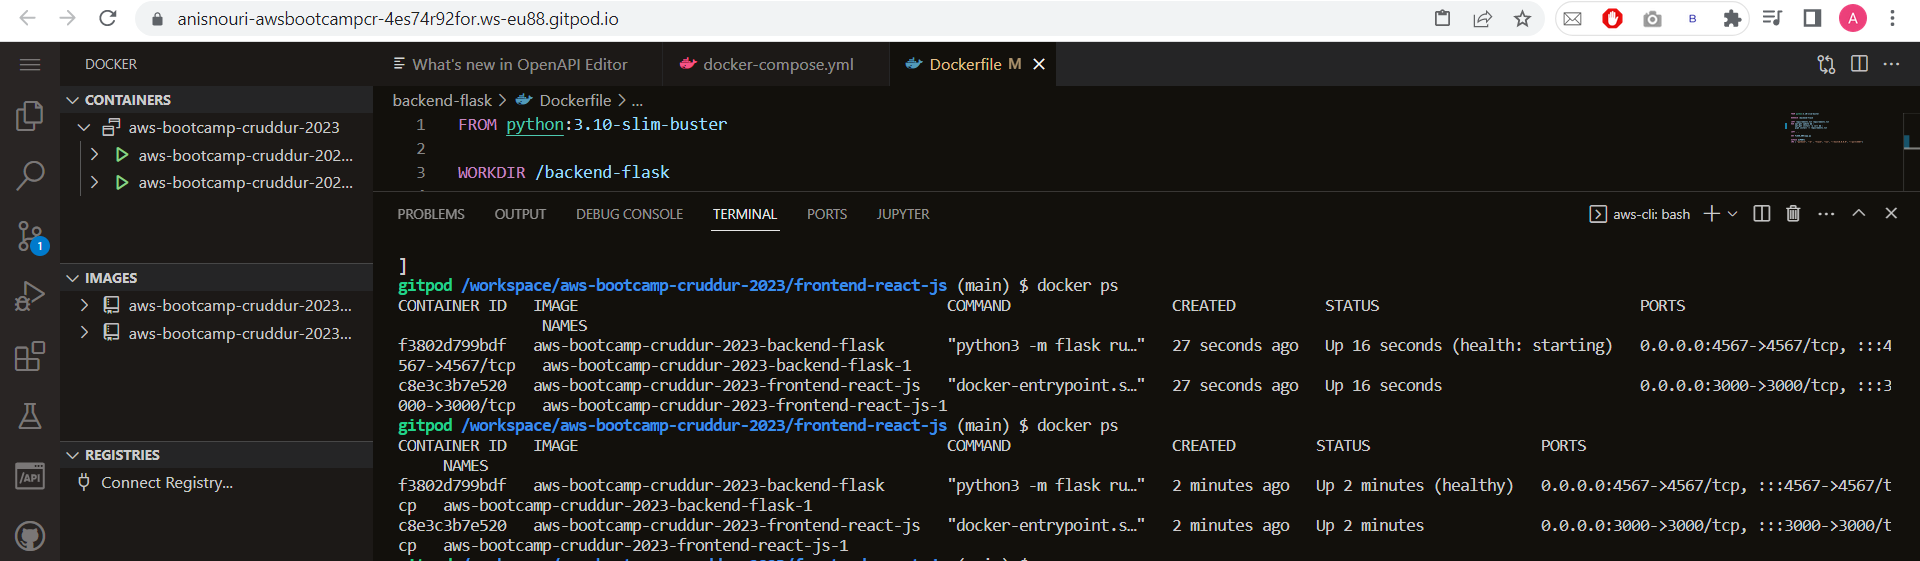 anisnouri-awsbootcampcr-4es74r92for.ws-eu88.gitpod.io
B
A
DOCKER
What's new in OpenAPI Editor
docker-compose.yml
Dockerfile M
CONTAINERS
aws-bootcamp-cruddur-2023
aws-bootcamp-cruddur-202...
aws-bootcamp-cruddur-202...
1
IMAGES
aws-bootcamp-cruddur-2023...
aws-bootcamp-cruddur-2023...
REGISTRIES
Connect Registry...
/API
backend-flask > Dockerfile > ...
1 FROM python:3.10-slim-buster
2
3 WORKDIR /backend-flask
PROBLEMS OUTPUT DEBUG CONSOLE TERMINAL PORTS JUPYTER
aws-cli: bash
]
gitpod /workspace/aws-bootcamp-cruddur-2023/frontend-react-js (main) $ docker ps
CONTAINER ID IMAGE COMMAND CREATED STATUS PORTS
NAMES
f3802d799bdf aws-bootcamp-cruddur-2023-backend-flask "python3 -m flask ru…" 27 seconds ago Up 16 seconds (health: starting) 0.0.0.0:4567->4567/tcp, :::4
567->4567/tcp aws-bootcamp-cruddur-2023-backend-flask-1
c8e3c3b7e520 aws-bootcamp-cruddur-2023-frontend-react-js "docker-entrypoint.s…" 27 seconds ago Up 16 seconds 0.0.0.0:3000->3000/tcp, :::3
000->3000/tcp aws-bootcamp-cruddur-2023-frontend-react-js-1
gitpod /workspace/aws-bootcamp-cruddur-2023/frontend-react-js (main) $ docker ps
CONTAINER ID IMAGE COMMAND CREATED STATUS PORTS
NAMES
f3802d799bdf aws-bootcamp-cruddur-2023-backend-flask "python3 -m flask ru…" 2 minutes ago Up 2 minutes (healthy) 0.0.0.0:4567->4567/tcp, :::4567->4567/t
cp aws-bootcamp-cruddur-2023-backend-flask-1
c8e3c3b7e520 aws-bootcamp-cruddur-2023-frontend-react-js "docker-entrypoint.s…" 2 minutes ago Up 2 minutes 0.0.0.0:3000->3000/tcp, :::3000->3000/t
cp aws-bootcamp-cruddur-2023-frontend-react-js-1